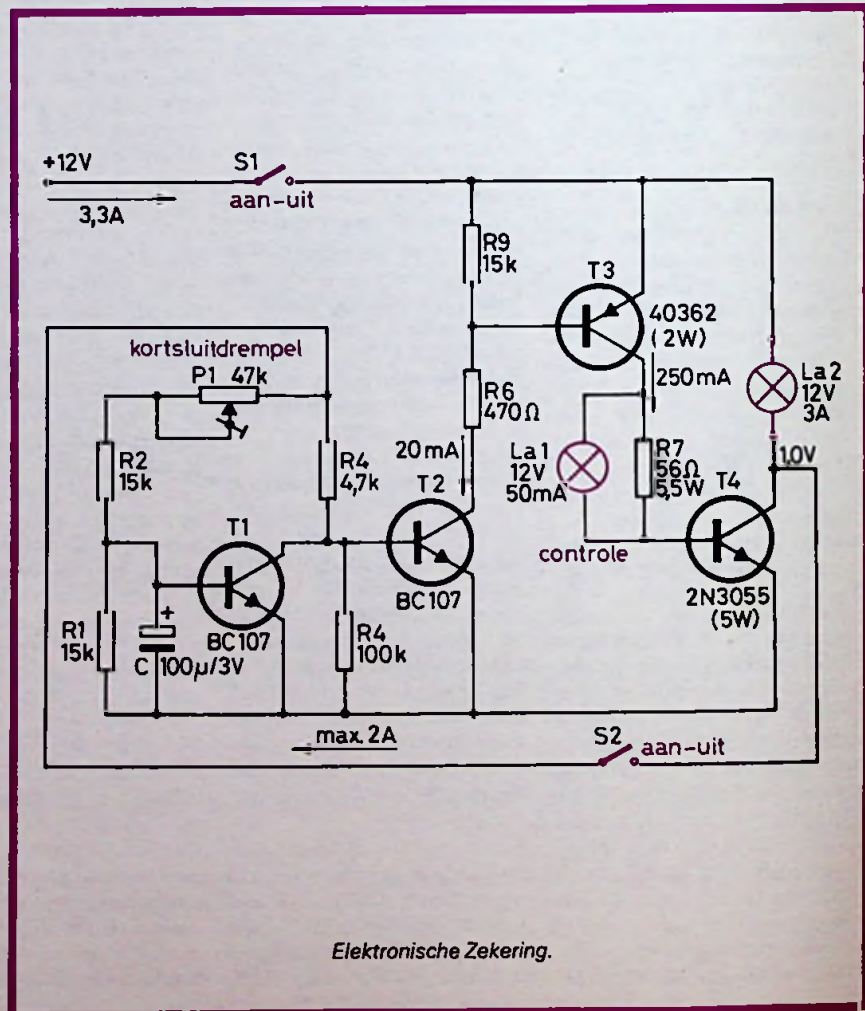 +12V
S1
aan-uit
3,3A
R9
15k
T3
40362
(2W)
kortsluitdrempel
P1 47k
250mA
La2
12V
3A
R6
470Ω
R2
15k
R4
4,7k
20mA
La1
12V
50mA
R7
56Ω
5,5W
1,0V
T1
T2
T4
controle
2N3055
(5W)
BC107
R1
15k
+
BC107
C 100µ/3V
R4
100k
max. 2A
S2
aan-uit
Elektronische Zekering.